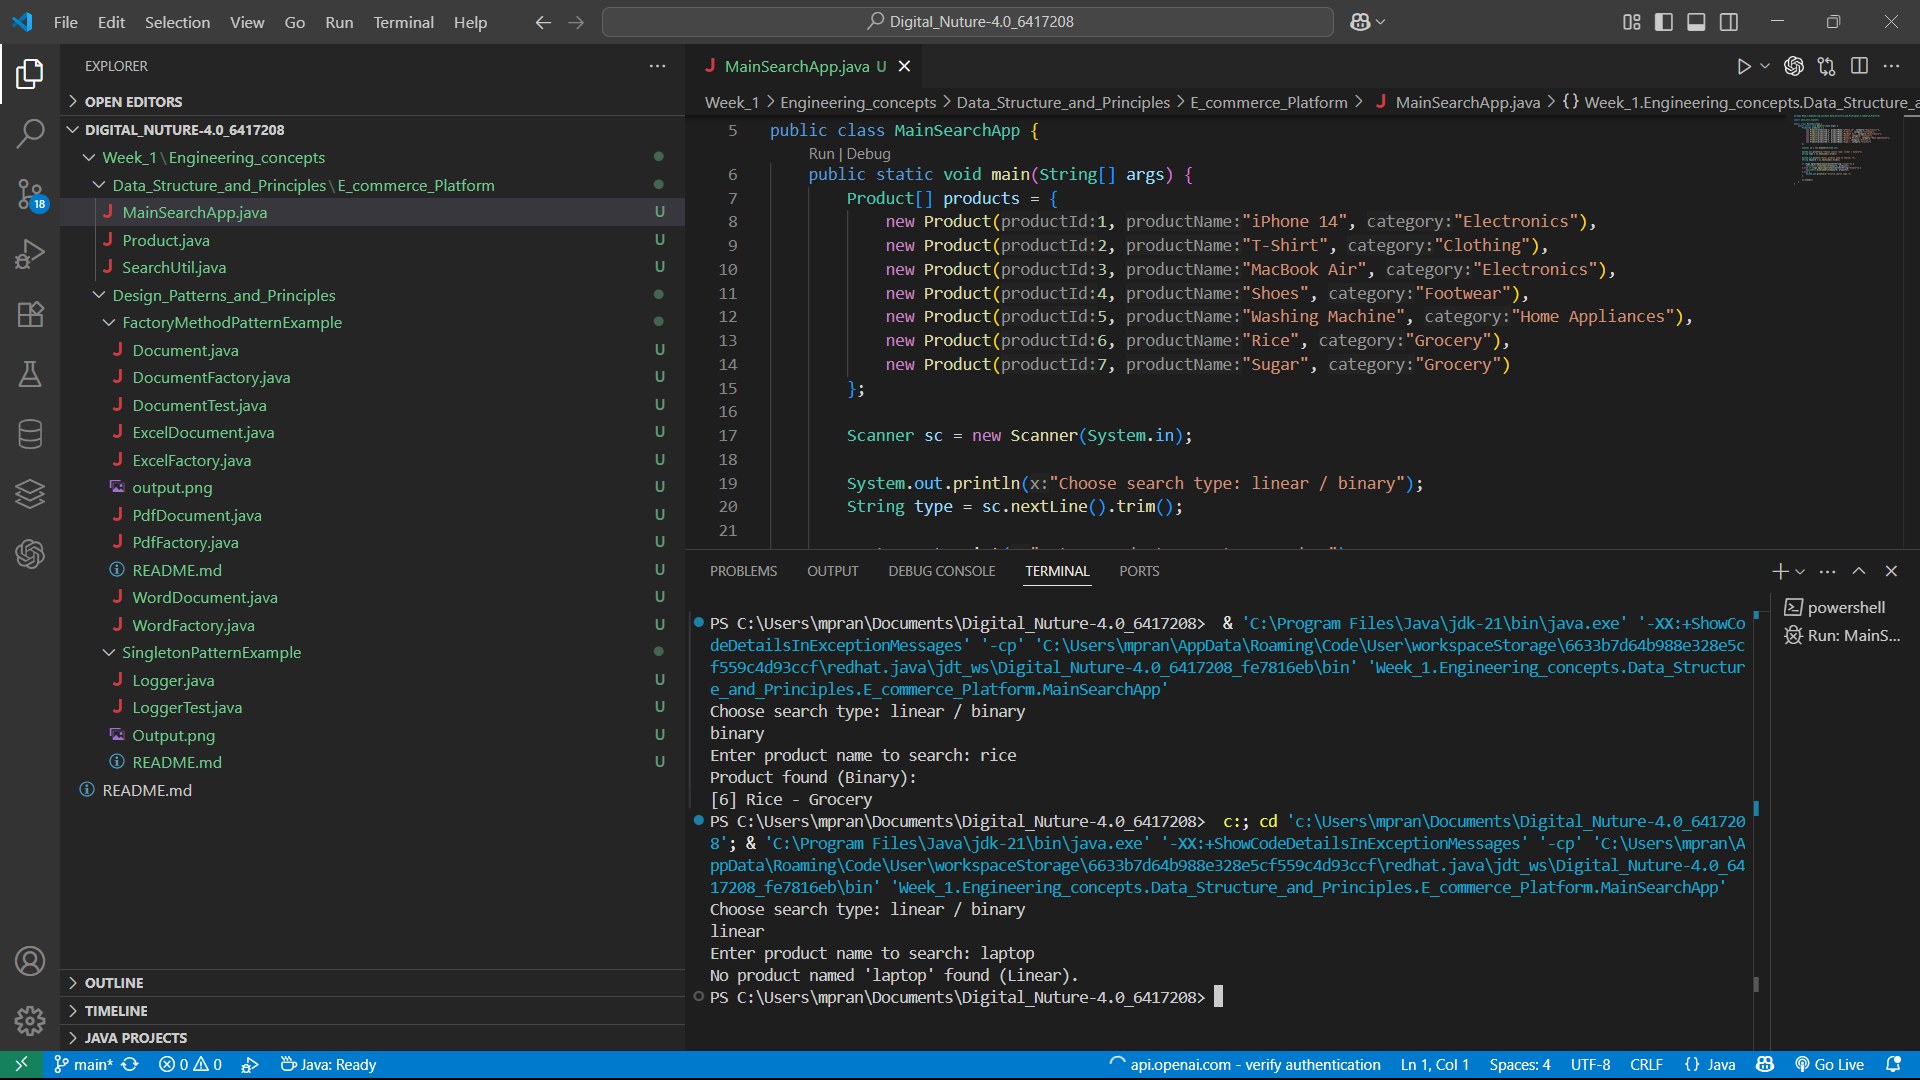 File Edit Selection View Go Run Terminal Help
Digital_Nuture-4.0_6417208
EXPLORER
OPEN EDITORS
DIGITAL_NUTURE-4.0_6417208
Week_1\Engineering_concepts
Data_Structure_and_Principles\E_commerce_Platform
MainSearchApp.java U
Product.java U
SearchUtil.java U
Design_Patterns_and_Principles
FactoryMethodPatternExample
Document.java U
DocumentFactory.java U
DocumentTest.java U
ExcelDocument.java U
ExcelFactory.java U
output.png U
PdfDocument.java U
PdfFactory.java U
README.md U
WordDocument.java U
WordFactory.java U
SingletonPatternExample
Logger.java U
LoggerTest.java U
Output.png U
README.md U
README.md
OUTLINE
TIMELINE
JAVA PROJECTS
18
MainSearchApp.java U
Week_1 > Engineering_concepts > Data_Structure_and_Principles > E_commerce_Platform > MainSearchApp.java > {} Week_1.Engineering_concepts.Data_Structure_a
5 public class MainSearchApp {
Run | Debug
6 public static void main(String[] args) {
7 Product[] products = {
8 new Product(productId:1, productName:"iPhone 14", category:"Electronics"),
9 new Product(productId:2, productName:"T-Shirt", category:"Clothing"),
10 new Product(productId:3, productName:"MacBook Air", category:"Electronics"),
11 new Product(productId:4, productName:"Shoes", category:"Footwear"),
12 new Product(productId:5, productName:"Washing Machine", category:"Home Appliances"),
13 new Product(productId:6, productName:"Rice", category:"Grocery"),
14 new Product(productId:7, productName:"Sugar", category:"Grocery")
15 };
16
17 Scanner sc = new Scanner(System.in);
18
19 System.out.println(x:"Choose search type: linear / binary");
20 String type = sc.nextLine().trim();
21
PROBLEMS OUTPUT DEBUG CONSOLE TERMINAL PORTS
powershell
Run: MainS...
PS C:\Users\mpran\Documents\Digital_Nuture-4.0_6417208> & 'C:\Program Files\Java\jdk-21\bin\java.exe' '-XX:+ShowCo
deDetailsInExceptionMessages' '-cp' 'C:\Users\mpran\AppData\Roaming\Code\User\workspaceStorage\6633b7d64b988e328e5c
f559c4d93ccf\redhat.java\jdt_ws\Digital_Nuture-4.0_6417208_fe7816eb\bin' 'Week_1.Engineering_concepts.Data_Structur
e_and_Principles.E_commerce_Platform.MainSearchApp'
Choose search type: linear / binary
binary
Enter product name to search: rice
Product found (Binary):
[6] Rice - Grocery
PS C:\Users\mpran\Documents\Digital_Nuture-4.0_6417208> c:; cd 'c:\Users\mpran\Documents\Digital_Nuture-4.0_641720
8'; & 'C:\Program Files\Java\jdk-21\bin\java.exe' '-XX:+ShowCodeDetailsInExceptionMessages' '-cp' 'C:\Users\mpran\A
ppData\Roaming\Code\User\workspaceStorage\6633b7d64b988e328e5cf559c4d93ccf\redhat.java\jdt_ws\Digital_Nuture-4.0_64
17208_fe7816eb\bin' 'Week_1.Engineering_concepts.Data_Structure_and_Principles.E_commerce_Platform.MainSearchApp'
Choose search type: linear / binary
linear
Enter product name to search: laptop
No product named 'laptop' found (Linear).
PS C:\Users\mpran\Documents\Digital_Nuture-4.0_6417208>
main* 0 0 Java: Ready api.openai.com - verify authentication Ln 1, Col 1 Spaces: 4 UTF-8 CRLF {} Java Go Live